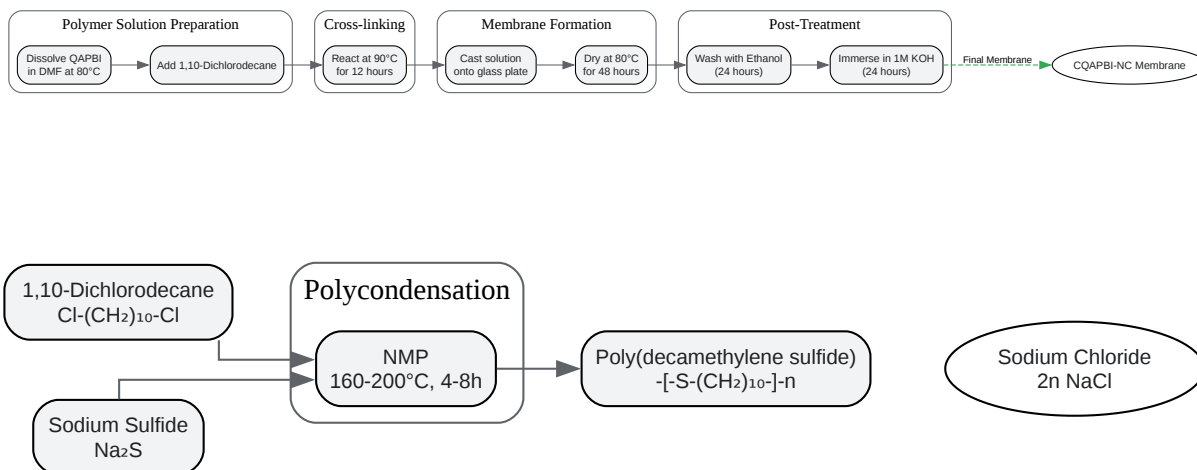 Polymer Solution Preparation
Dissolve QAPBI
in DMF at 80°C
Add 1,10-Dichlorodecane
Cross-linking
React at 90°C
for 12 hours
Membrane Formation
Cast solution
onto glass plate
Dry at 80°C
for 48 hours
Post-Treatment
Wash with Ethanol
(24 hours)
Immerse in 1M KOH
(24 hours)
Final Membrane
CQAPBI-NC Membrane
1,10-Dichlorodecane
Cl-(CH₂)₁₀-Cl
Sodium Sulfide
Na₂S
Polycondensation
NMP
160-200°C, 4-8h
Poly(decamethylene sulfide)
-[-S-(CH₂)₁₀-]-n
Sodium Chloride
2n NaCl